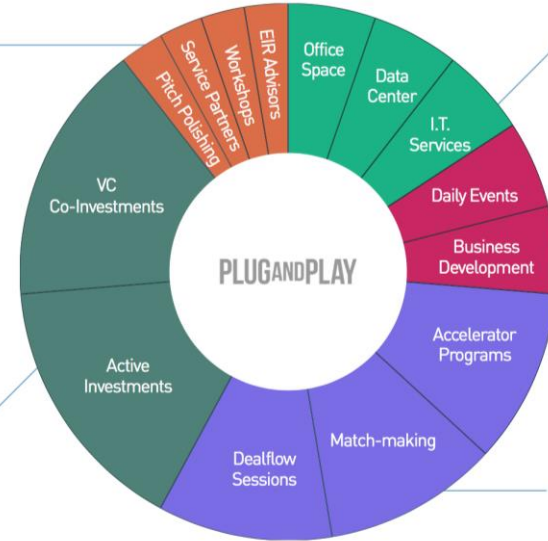 Office
Space
Data
Center
I.T.
Services
Daily Events
Business
Development
Accelerator
Programs
Match-making
Dealflow
Sessions
Active
Investments
VC
Co-Investments
Pitch Polishing
Service Partners
Workshops
EIR Advisors
PLUGANDPLAY